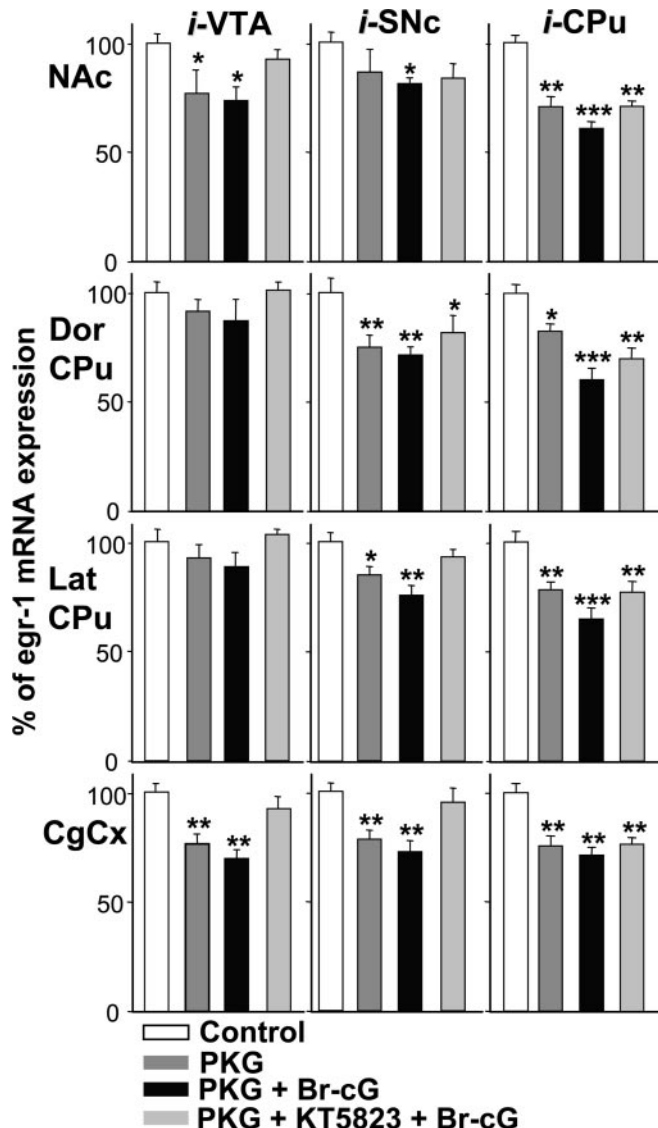 i-VTA i-SNc i-CPu
NAc
100
50
0
* *
*
** *** **
Dor
CPu
100
50
0
** ** *
* *** **
Lat
CPu
100
50
0
* **
** *** **
CgCx
100
50
0
** **
** **
** ** **
% of egr-1 mRNA expression
Control
PKG
PKG + Br-cG
PKG + KT5823 + Br-cG